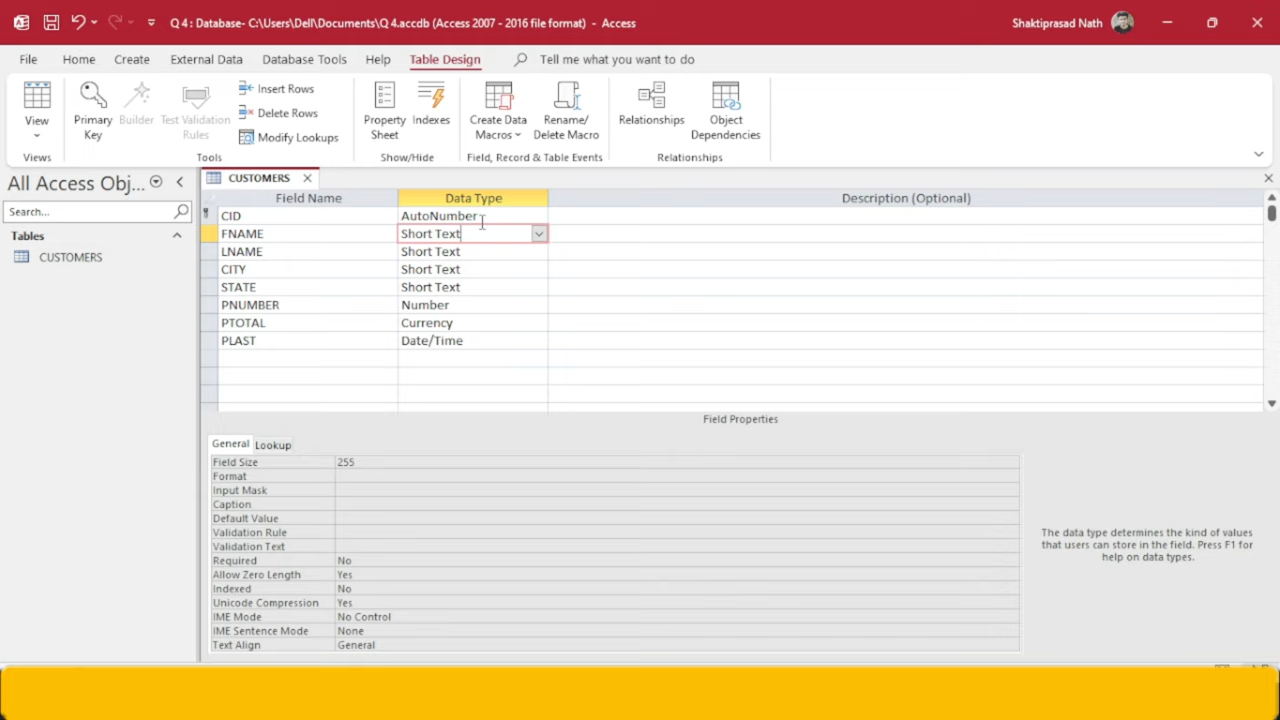 Q 4 : Database- C:\Users\Dell\Documents\Q 4.accdb (Access 2007 - 2016 file format) - Access
Shaktiprasad Nath
File Home Create External Data Database Tools Help Table Design Tell me what you want to do
View
Primary Key
Builder
Test Validation Rules
Insert Rows
Delete Rows
Modify Lookups
Property Sheet
Indexes
Create Data Macros
Rename/ Delete Macro
Relationships
Object Dependencies
Views Tools Show/Hide Field, Record & Table Events Relationships
All Access Obj...
Search...
Tables
CUSTOMERS
CUSTOMERS
Field Name Data Type Description (Optional)
CID AutoNumber
FNAME Short Text
LNAME Short Text
CITY Short Text
STATE Short Text
PNUMBER Number
PTOTAL Currency
PLAST Date/Time
Field Properties
General Lookup
Field Size 255
Format
Input Mask
Caption
Default Value
Validation Rule
Validation Text
Required No
Allow Zero Length Yes
Indexed No
Unicode Compression Yes
IME Mode No Control
IME Sentence Mode None
Text Align General
The data type determines the kind of values
that users can store in the field. Press F1 for
help on data types.